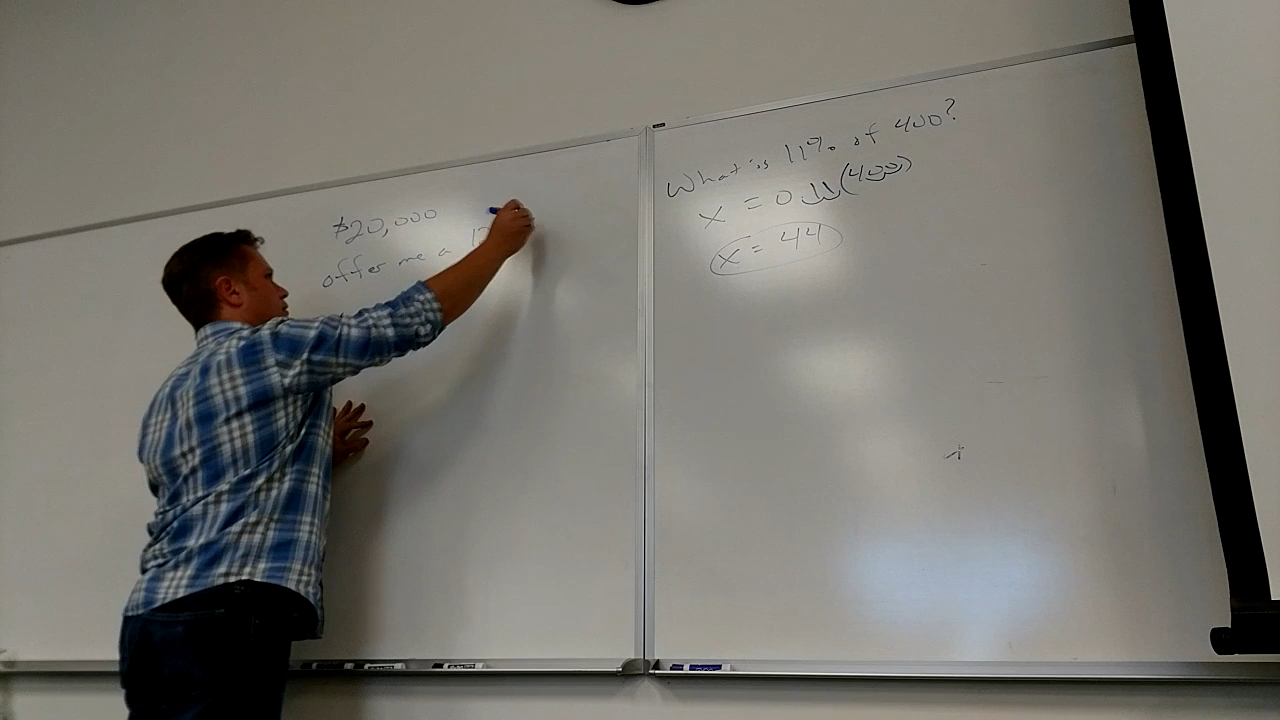 $20,000
offer me a
What is 11% of 400?
x = 0.11(400)
x = 44